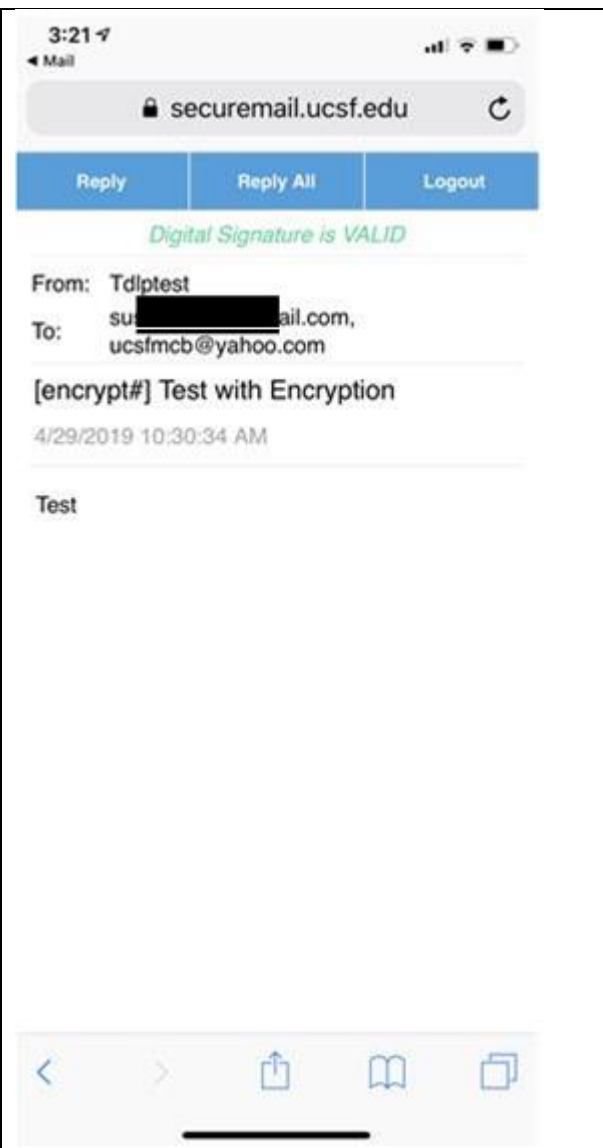 3:21
Mail
securemail.ucsf.edu
Reply Reply All Logout
Digital Signature is VALID
From: Tdlptest
To: sus ail.com,
ucsfmcb@yahoo.com
[encrypt#] Test with Encryption
4/29/2019 10:30:34 AM
Test